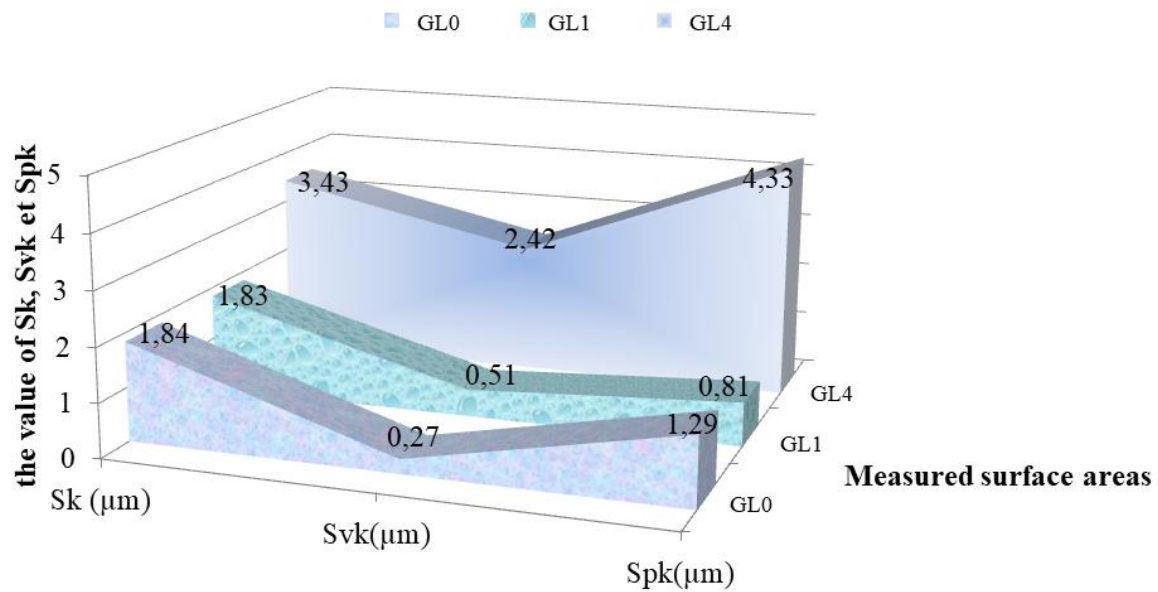 GL0 GL1 GL4
the value of Sk, Svk et Spk
5
4
3
2
1
0
3,43
2,42
4,33
1,83
0,51
0,81
1,84
0,27
1,29
Sk (µm)
Svk(µm)
Spk(µm)
GL0
GL1
GL4
Measured surface areas